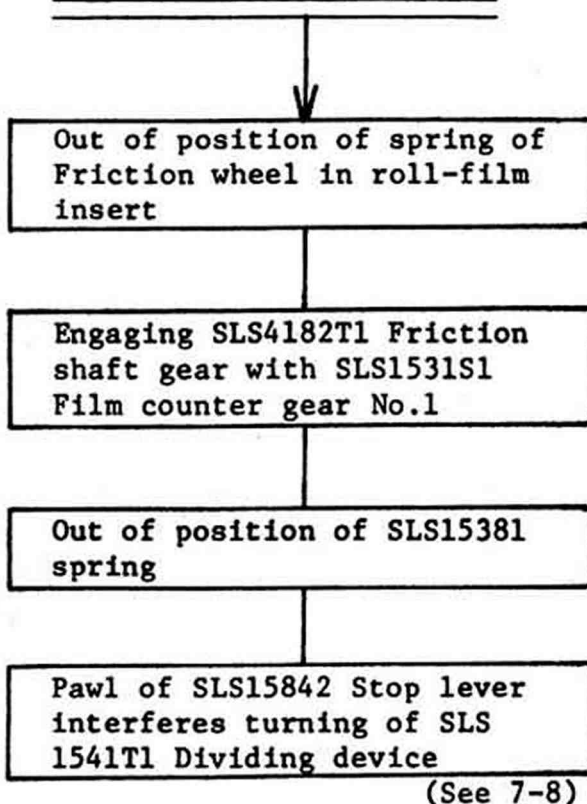 Out of position of spring of
Friction wheel in roll-film
insert
Engaging SLS4182T1 Friction
shaft gear with SLS1531S1
Film counter gear No.1
Out of position of SLS15381
spring
Pawl of SLS15842 Stop lever
interferes turning of SLS
1541T1 Dividing device
(See 7-8)